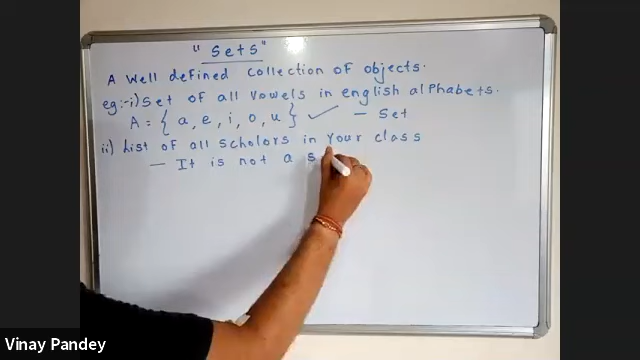 "Sets"
A well defined collection of objects.
eg:-i) Set of all vowels in english alphabets.
A = { a, e, i, o, u } ✓ - Set
ii) List of all Scholors in your class
- It is not a s
Vinay Pandey